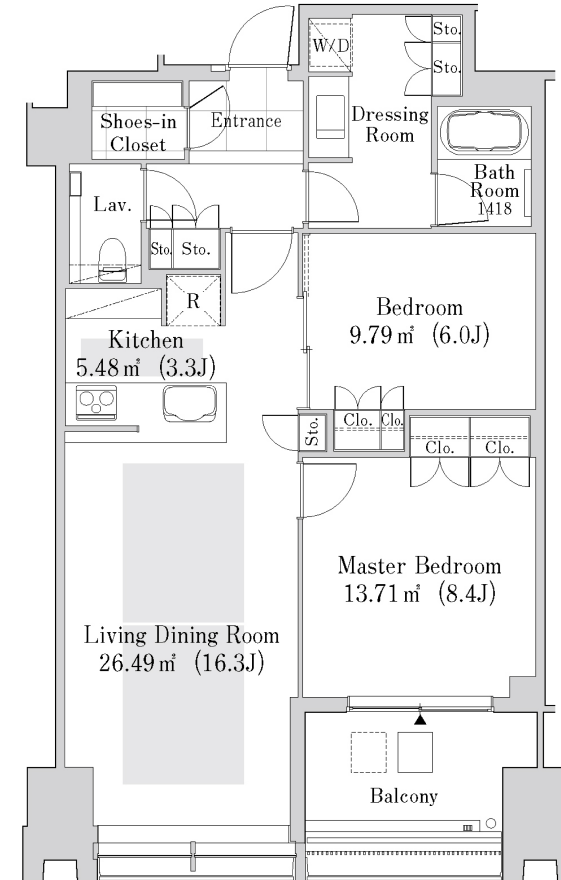 W/D
Sto.
Sto.
Shoes-in
Closet
Entrance
Dressing
Room
Bath
Room
1418
Lav.
Sto.
Sto.
R
Bedroom
9.79㎡ (6.0J)
Kitchen
5.48㎡ (3.3J)
Sto.
Clo.
Clo.
Clo.
Clo.
Master Bedroom
13.71㎡ (8.4J)
Living Dining Room
26.49㎡ (16.3J)
Balcony